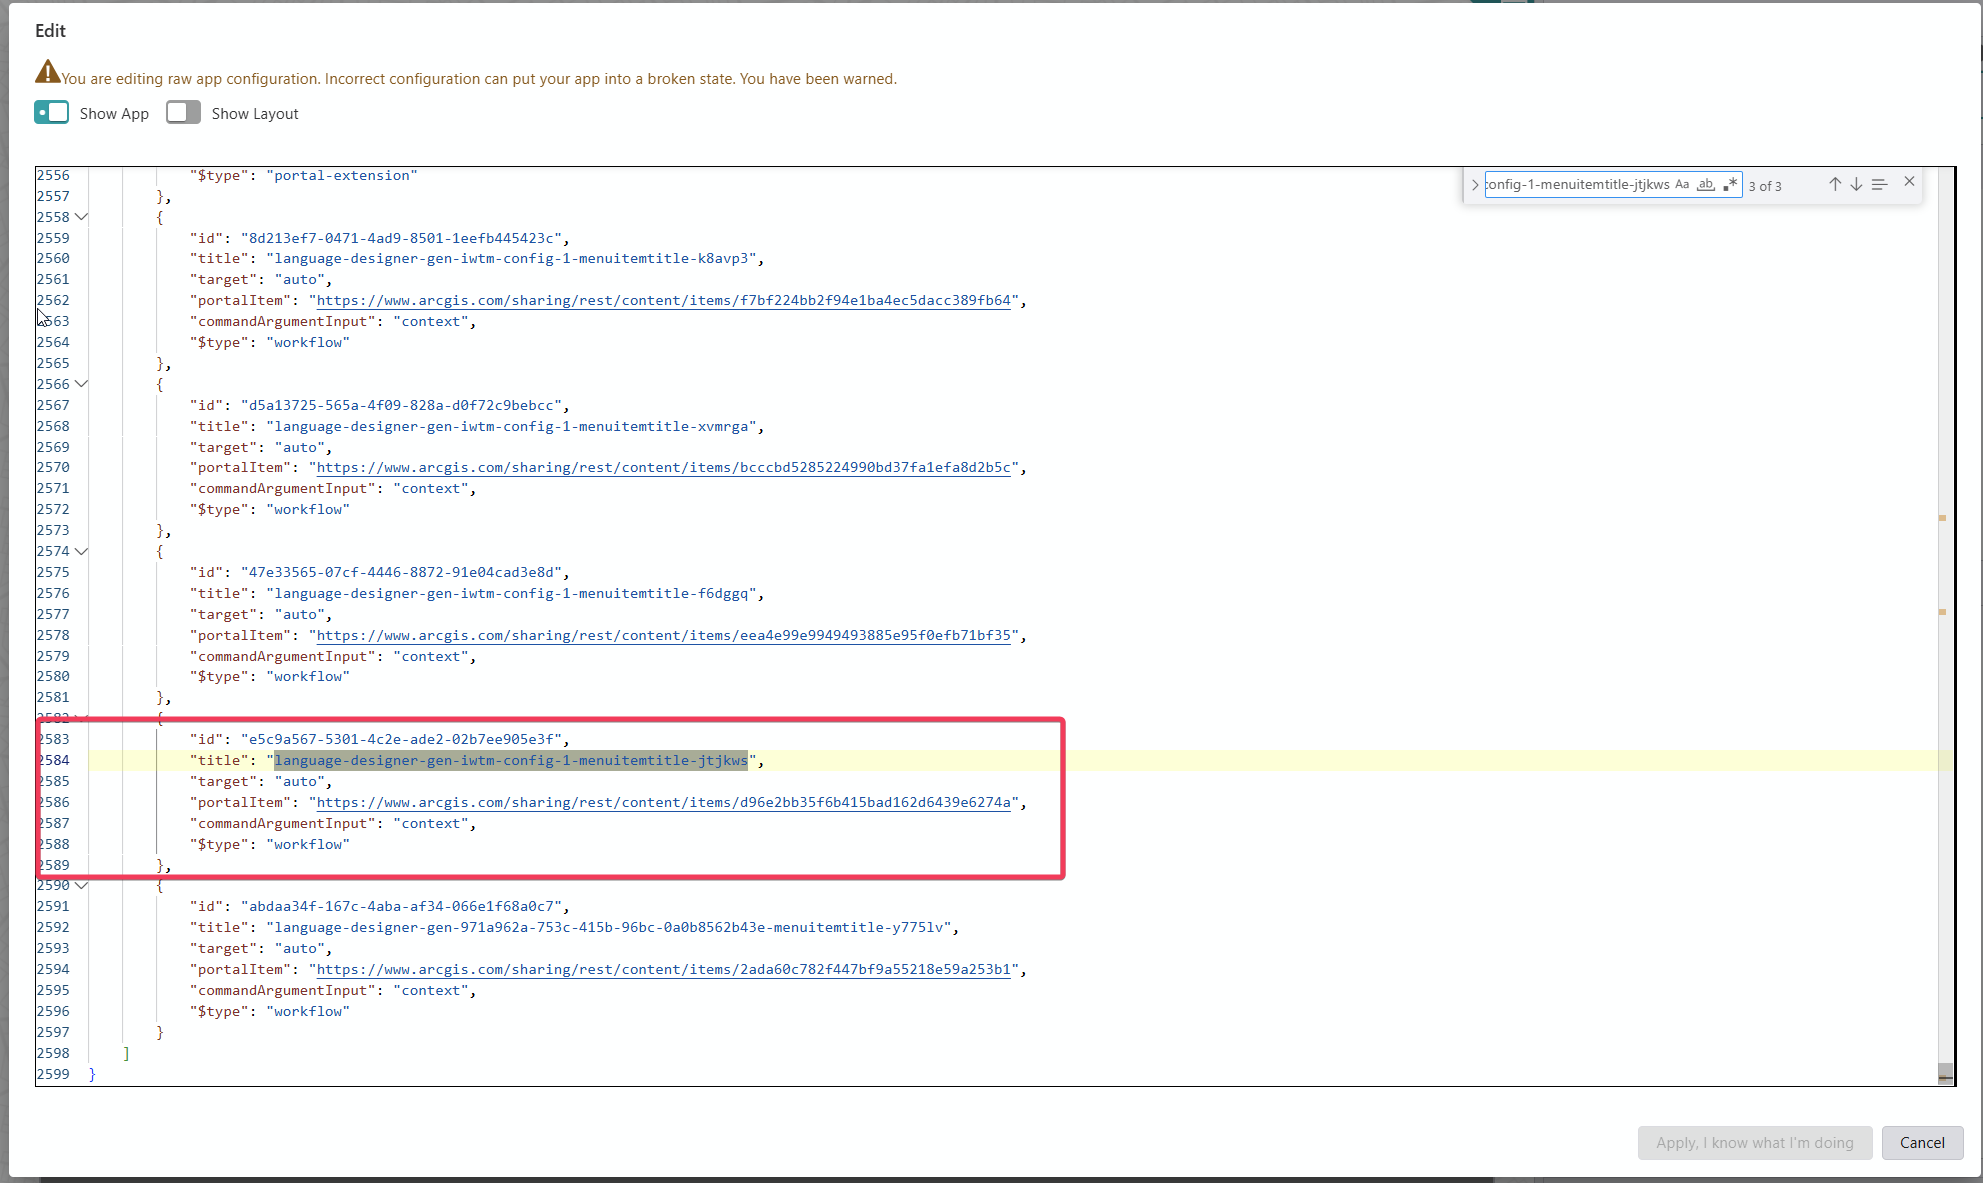 Edit
You are editing raw app configuration. Incorrect configuration can put your app into a broken state. You have been warned.
Show App Show Layout
config-1-menuitemtitle-jtjkws Aa ab .* 3 of 3
2556 "$type": "portal-extension"
2557 },
2558 {
2559 "id": "8d213ef7-0471-4ad9-8501-1eefb445423c",
2560 "title": "language-designer-gen-iwtm-config-1-menuitemtitle-k8avp3",
2561 "target": "auto",
2562 "portalItem": "https://www.arcgis.com/sharing/rest/content/items/f7bf224bb2f94e1ba4ec5dacc389fb64",
2563 "commandArgumentInput": "context",
2564 "$type": "workflow"
2565 },
2566 {
2567 "id": "d5a13725-565a-4f09-828a-d0f72c9bebcc",
2568 "title": "language-designer-gen-iwtm-config-1-menuitemtitle-xvmrga",
2569 "target": "auto",
2570 "portalItem": "https://www.arcgis.com/sharing/rest/content/items/bcccbd5285224990bd37fa1efa8d2b5c",
2571 "commandArgumentInput": "context",
2572 "$type": "workflow"
2573 },
2574 {
2575 "id": "47e33565-07cf-4446-8872-91e04cad3e8d",
2576 "title": "language-designer-gen-iwtm-config-1-menuitemtitle-f6dggq",
2577 "target": "auto",
2578 "portalItem": "https://www.arcgis.com/sharing/rest/content/items/eea4e99e9949493885e95f0efb71bf35",
2579 "commandArgumentInput": "context",
2580 "$type": "workflow"
2581 },
2582 {
2583 "id": "e5c9a567-5301-4c2e-ade2-02b7ee905e3f",
2584 "title": "language-designer-gen-iwtm-config-1-menuitemtitle-jtjkws",
2585 "target": "auto",
2586 "portalItem": "https://www.arcgis.com/sharing/rest/content/items/d96e2bb35f6b415bad162d6439e6274a",
2587 "commandArgumentInput": "context",
2588 "$type": "workflow"
2589 },
2590 {
2591 "id": "abdaa34f-167c-4aba-af34-066e1f68a0c7",
2592 "title": "language-designer-gen-971a962a-753c-415b-96bc-0a0b8562b43e-menuitemtitle-y775lv",
2593 "target": "auto",
2594 "portalItem": "https://www.arcgis.com/sharing/rest/content/items/2ada60c782f447bf9a55218e59a253b1",
2595 "commandArgumentInput": "context",
2596 "$type": "workflow"
2597 }
2598 ]
2599 }
Apply, I know what I'm doing Cancel